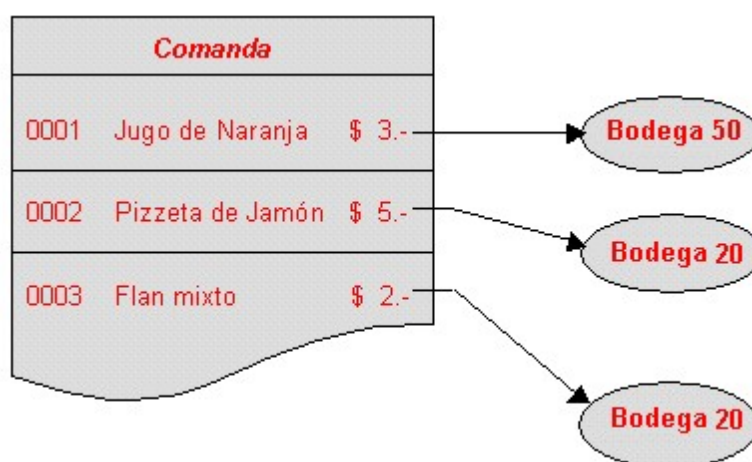 Comanda
0001 Jugo de Naranja $ 3.-
Bodega 50
0002 Pizzeta de Jamón $ 5.-
Bodega 20
0003 Flan mixto $ 2.-
Bodega 20